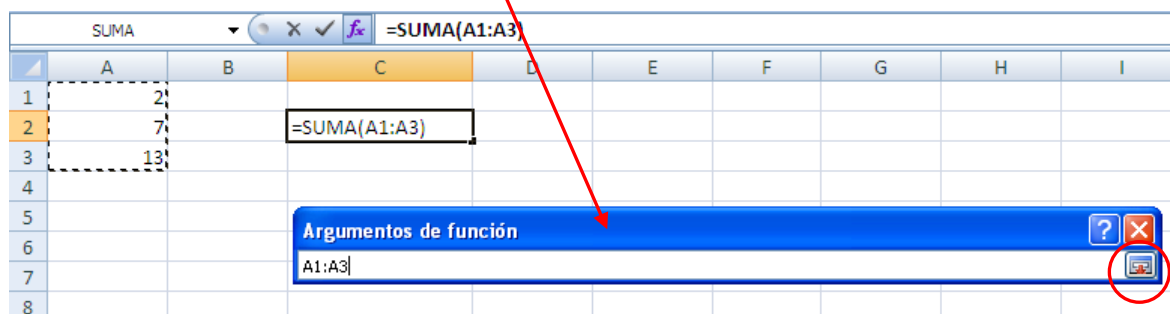 SUMA fx =SUMA(A1:A3)
A B C D E F G H I
1 2
2 7 =SUMA(A1:A3)
3 13
4
5
Argumentos de función ?
6
7 A1:A3
8